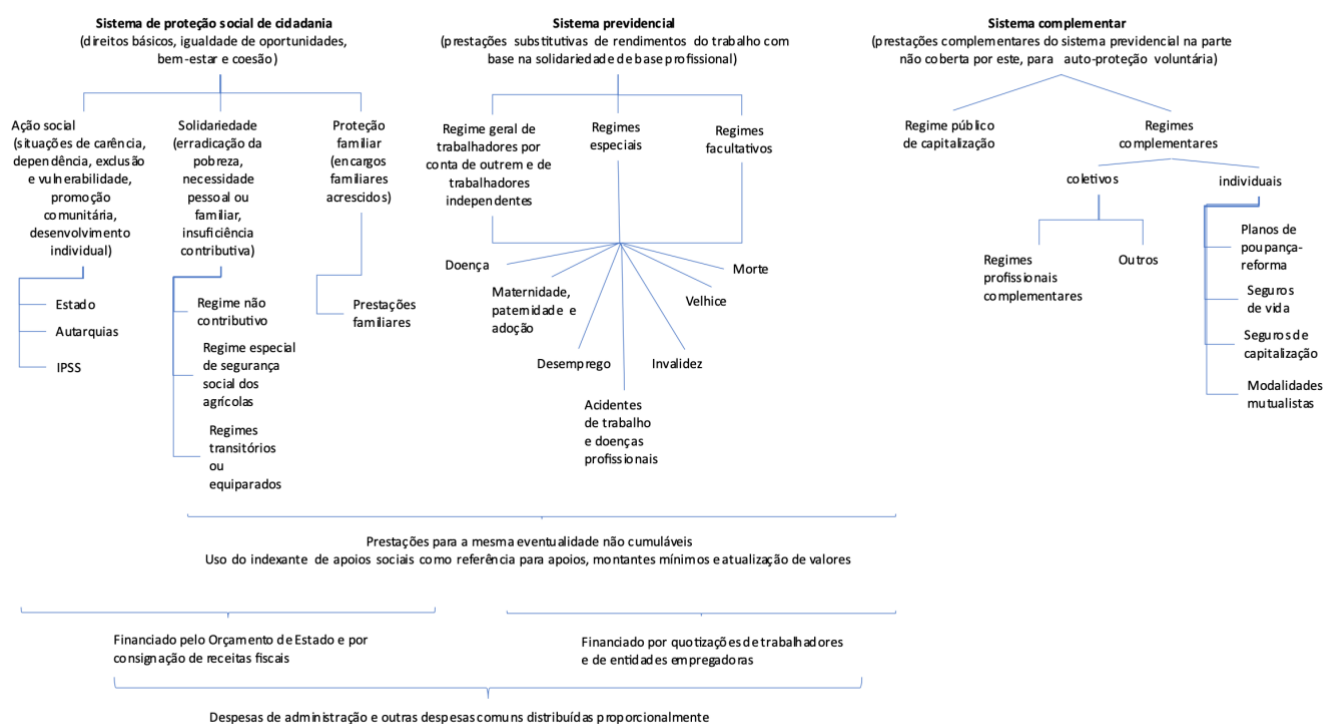 Sistema de proteção social de cidadania
(direitos básicos, igualdade de oportunidades,
bem-estar e coesão)
Ação social
(situações de carência,
dependência, exclusão
e vulnerabilidade,
promoção
comunitária,
desenvolvimento
individual)
Estado
Autarquias
IPSS
Solidariedade
(erradicação da
pobreza,
necessidade
pessoal ou
familiar,
insuficiência
contributiva)
Regime não
contributivo
Regime especial
de segurança
social dos
agrícolas
Regimes
transitórios
ou
equiparados
Proteção
familiar
(encargos
familiares
acrescidos)
Prestações
familiares
Sistema previdencial
(prestações substitutivas de rendimentos do trabalho com
base na solidariedade de base profissional)
Regime geral de
trabalhadores por
conta de outrem e de
trabalhadores
independentes
Regimes
especiais
Regimes
facultativos
Doença
Maternidade,
paternidade e
adoção
Desemprego
Acidentes
de trabalho
e doenças
profissionais
Invalidez
Velhice
Morte
Sistema complementar
(prestações complementares do sistema previdencial na parte
não coberta por este, para auto-proteção voluntária)
Regime público
de capitalização
Regimes
complementares
coletivos
Regimes
profissionais
complementares
Outros
individuais
Planos de
poupança-
reforma
Seguros
de vida
Seguros de
capitalização
Modalidades
mutualistas
Prestações para a mesma eventualidade não cumuláveis
Uso do indexante de apoios sociais como referência para apoios, montantes mínimos e atualização de valores
Financiado pelo Orçamento de Estado e por
consignação de receitas fiscais
Financiado por quotizações de trabalhadores
e de entidades empregadoras
Despesas de administração e outras despesas comuns distribuídas proporcionalmente